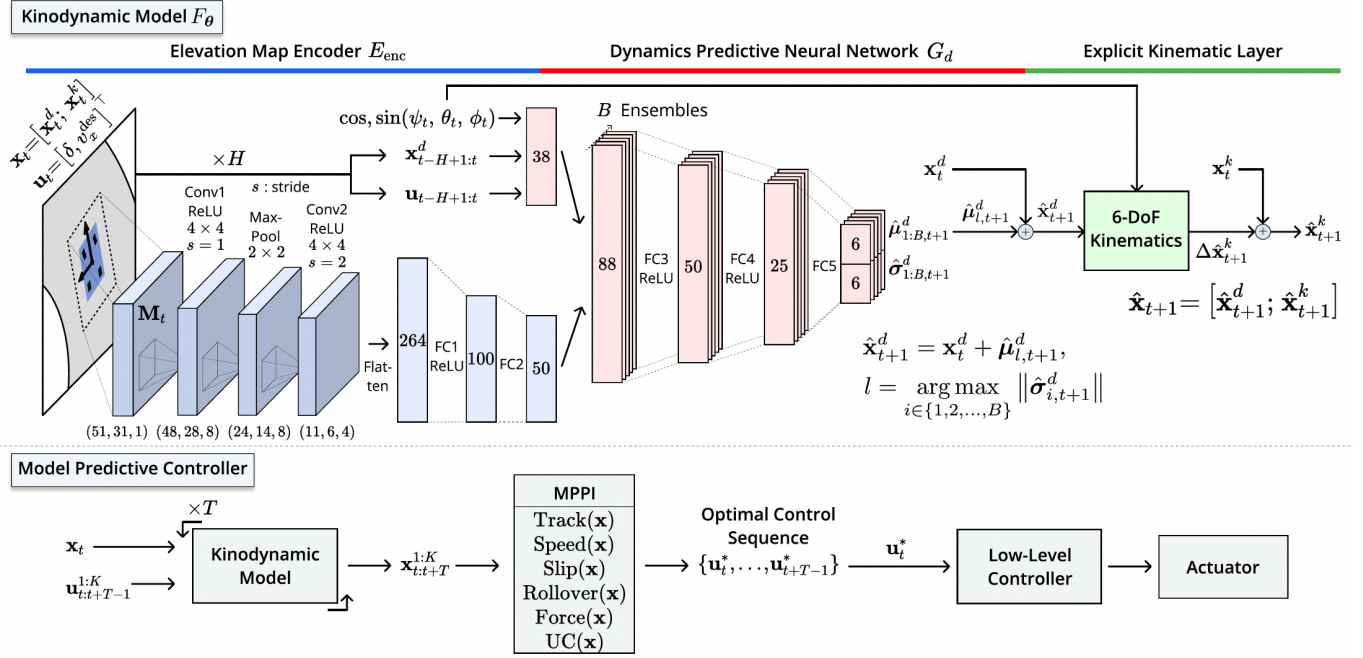 Kinodynamic Model F_θ
Elevation Map Encoder E_enc
Dynamics Predictive Neural Network G_d
Explicit Kinematic Layer
x_t=[x_t^d; x_t^k]
u_t=[δ, v_x^des]
×H
cos, sin(ψ_t, θ_t, ϕ_t)
x_{t−H+1:t}^d
u_{t−H+1:t}
38
s : stride
Conv1
ReLU
4 × 4
s = 1
Max-
Pool
2 × 2
Conv2
ReLU
4 × 4
s = 2
M_t
(51, 31, 1)
(48, 28, 8)
(24, 14, 8)
(11, 6, 4)
Flat-
ten
264
FC1
ReLU
100
FC2
50
B Ensembles
88
FC3
ReLU
50
FC4
ReLU
25
FC5
6
6
μ̂_{1:B,t+1}^d
σ̂_{1:B,t+1}^d
x_t^d
μ̂_{l,t+1}^d
+
x̂_{t+1}^d
6-DoF
Kinematics
x_t^k
Δx̂_{t+1}^k
+
x̂_{t+1}^k
x̂_{t+1}=[x̂_{t+1}^d; x̂_{t+1}^k]
x̂_{t+1}^d = x_t^d + μ̂_{l,t+1}^d,
l = arg max_{i∈{1,2,...,B}} ‖σ̂_{i,t+1}^d‖
Model Predictive Controller
×T
x_t
u_{t:t+T−1}^{1:K}
Kinodynamic
Model
x_{t:t+T}^{1:K}
MPPI
Track(x)
Speed(x)
Slip(x)
Rollover(x)
Force(x)
UC(x)
Optimal Control
Sequence
{u_t^*,...,u_{t+T−1}^*}
u_t^*
Low-Level
Controller
Actuator